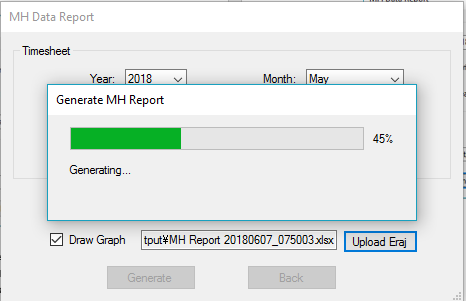 MH Data Report
Timesheet
Year: 2018 Month: May
Generate MH Report
45%
Generating...
Draw Graph tput¥MH Report 20180607_075003.xlsx Upload Eraj
Generate Back